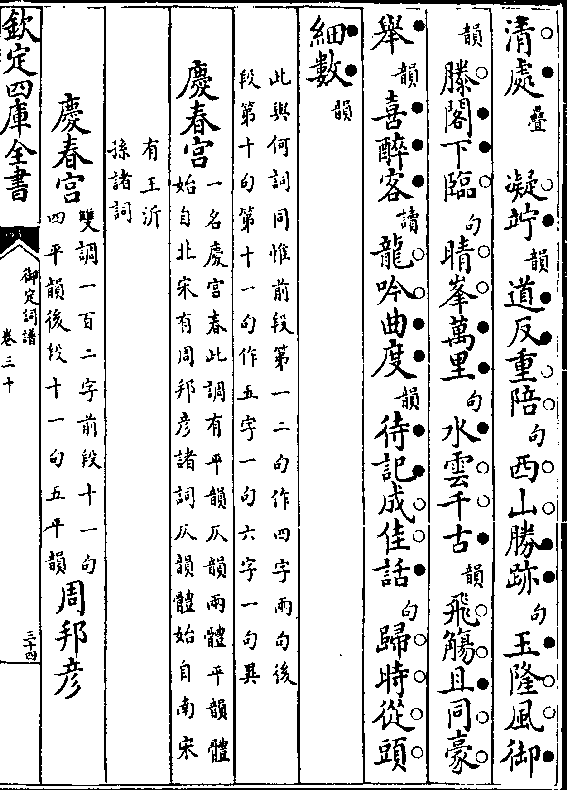 清處疊　凝竚韻道反重陪句西山勝跡句玉隆風御
韻滕閣下臨句晴峯萬里句水雲千古韻飛觴且同豪
舉韻喜醉客讀龍吟曲度韻待記成佳話句歸時從頭
細數韻
此與何詞同惟前段第一二句作四字兩句後
段第十句第十一句作五字一句六字一句異
慶春宮一名慶宮春此調有平韻仄韻兩體平韻體
始自北宋有周邦彥諸詞仄韻體始自南宋
有王沂
孫諸詞
慶春宮雙調一百二字前段十一句
四平韻後段十一句五平韻周邦彥
欽定四庫全書
御定詞譜
卷三十
三十四